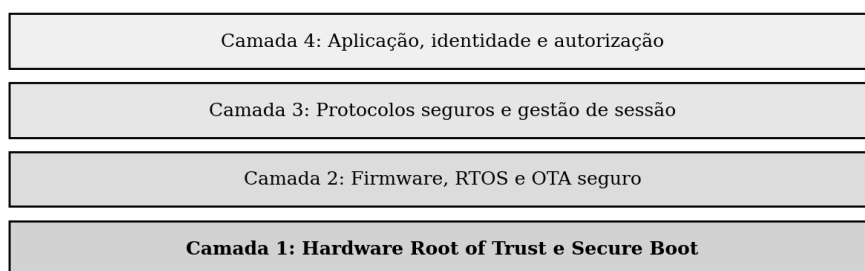 Camada 4: Aplicação, identidade e autorização
Camada 3: Protocolos seguros e gestão de sessão
Camada 2: Firmware, RTOS e OTA seguro
Camada 1: Hardware Root of Trust e Secure Boot